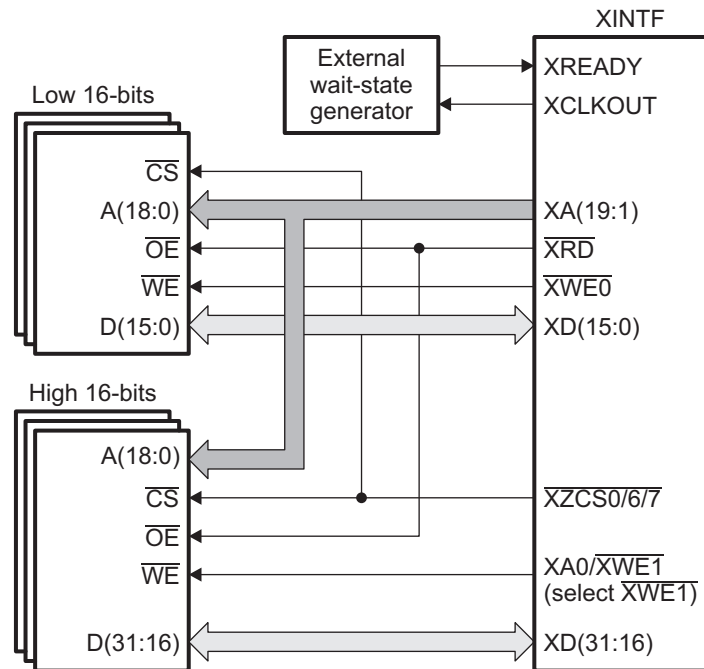 XINTF
External
wait-state
generator
XREADY
XCLKOUT
Low 16-bits
CS
A(18:0)
OE
WE
D(15:0)
XA(19:1)
XRD
XWE0
XD(15:0)
High 16-bits
A(18:0)
CS
OE
WE
D(31:16)
XZCS0/6/7
XA0/XWE1
(select XWE1)
XD(31:16)